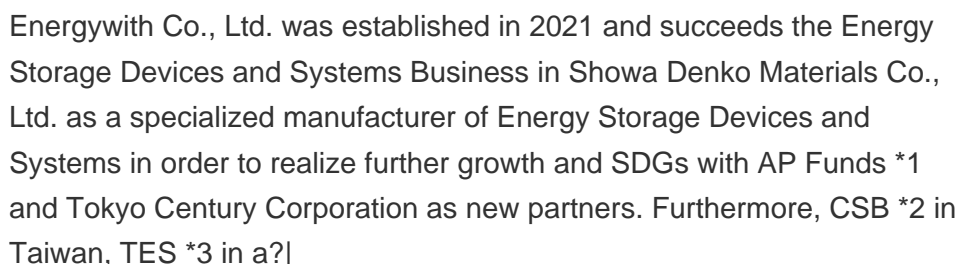 Energywith Co., Ltd. was established in 2021 and succeeds the Energy
Storage Devices and Systems Business in Showa Denko Materials Co.,
Ltd. as a specialized manufacturer of Energy Storage Devices and
Systems in order to realize further growth and SDGs with AP Funds *1
and Tokyo Century Corporation as new partners. Furthermore, CSB *2 in
Taiwan, TES *3 in a?|